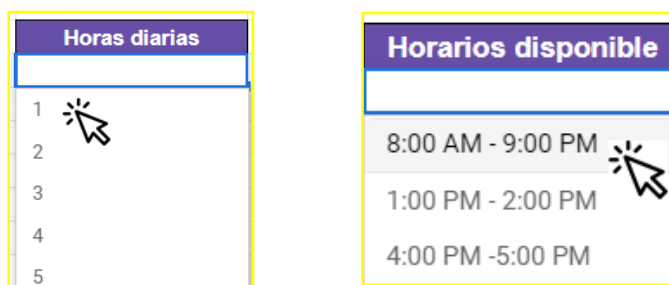 Horas diarias
1
2
3
4
5
Horarios disponible
8:00 AM - 9:00 PM
1:00 PM - 2:00 PM
4:00 PM -5:00 PM